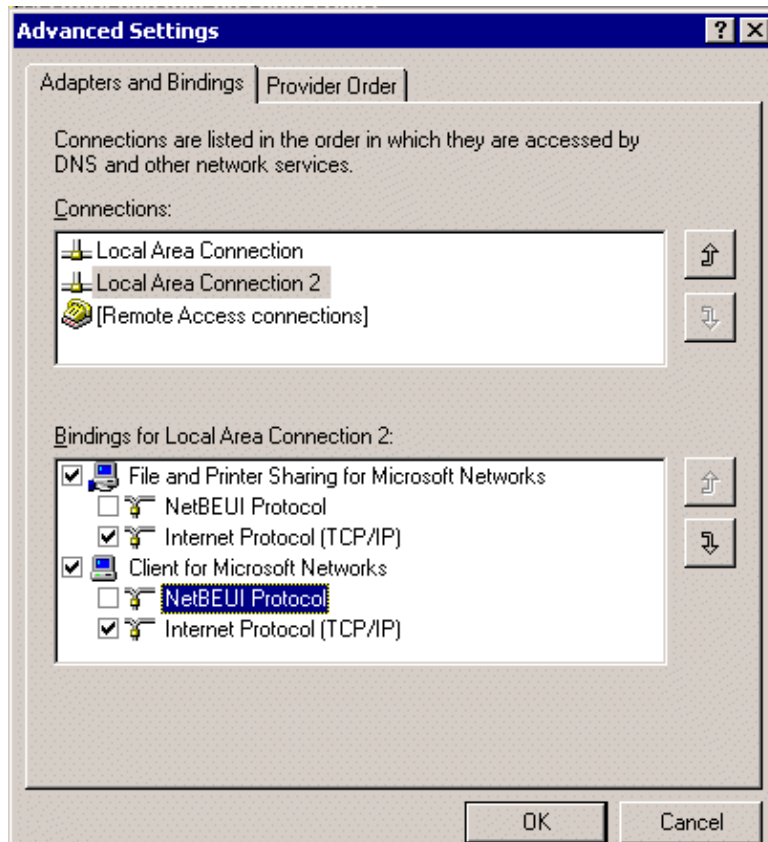 Advanced Settings
Adapters and Bindings
Provider Order
Connections are listed in the order in which they are accessed by
DNS and other network services.
Connections:
Local Area Connection
Local Area Connection 2
[Remote Access connections]
Bindings for Local Area Connection 2:
File and Printer Sharing for Microsoft Networks
NetBEUI Protocol
Internet Protocol (TCP/IP)
Client for Microsoft Networks
NetBEUI Protocol
Internet Protocol (TCP/IP)
OK
Cancel